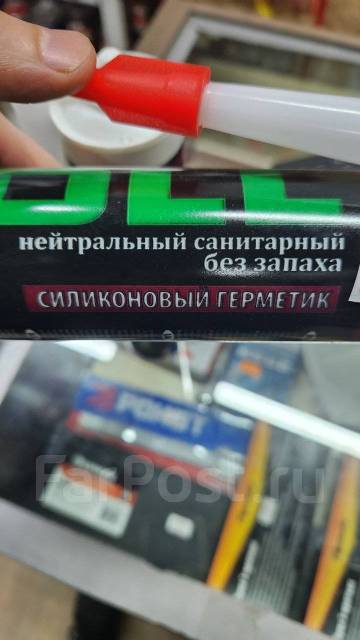 нейтральный санитарный
без запаха
СИЛИКОНОВЫЙ ГЕРМЕТИК
FarPost.ru